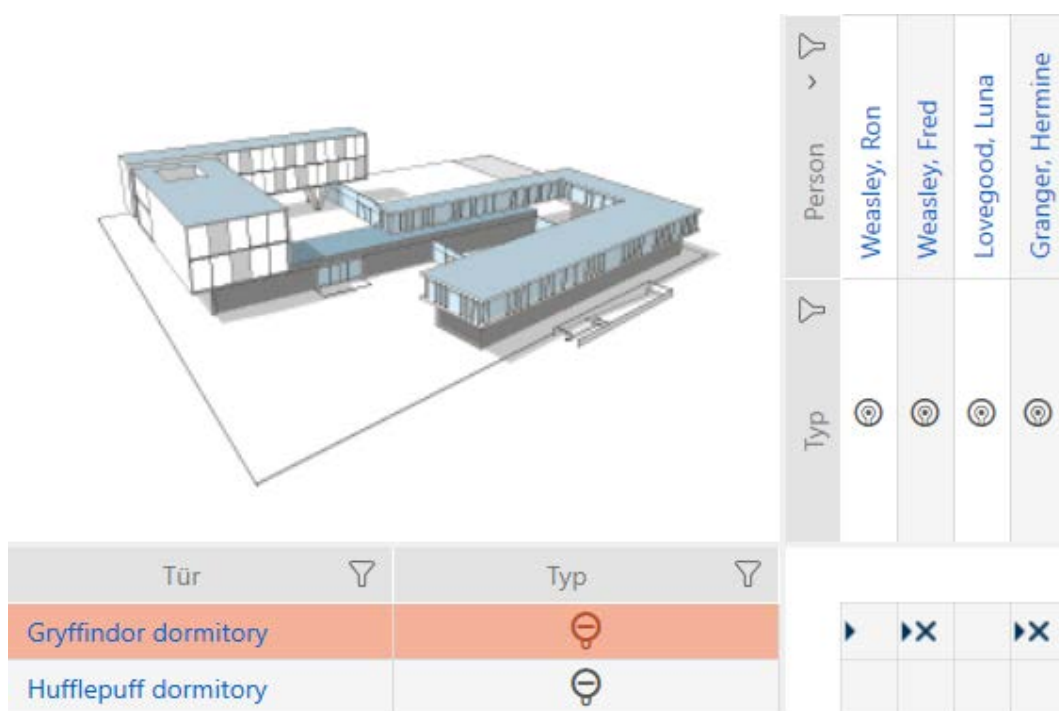 Person
Weasley, Ron
Weasley, Fred
Lovegood, Luna
Granger, Hermine
Typ
Tür
Typ
Gryffindor dormitory
Hufflepuff dormitory